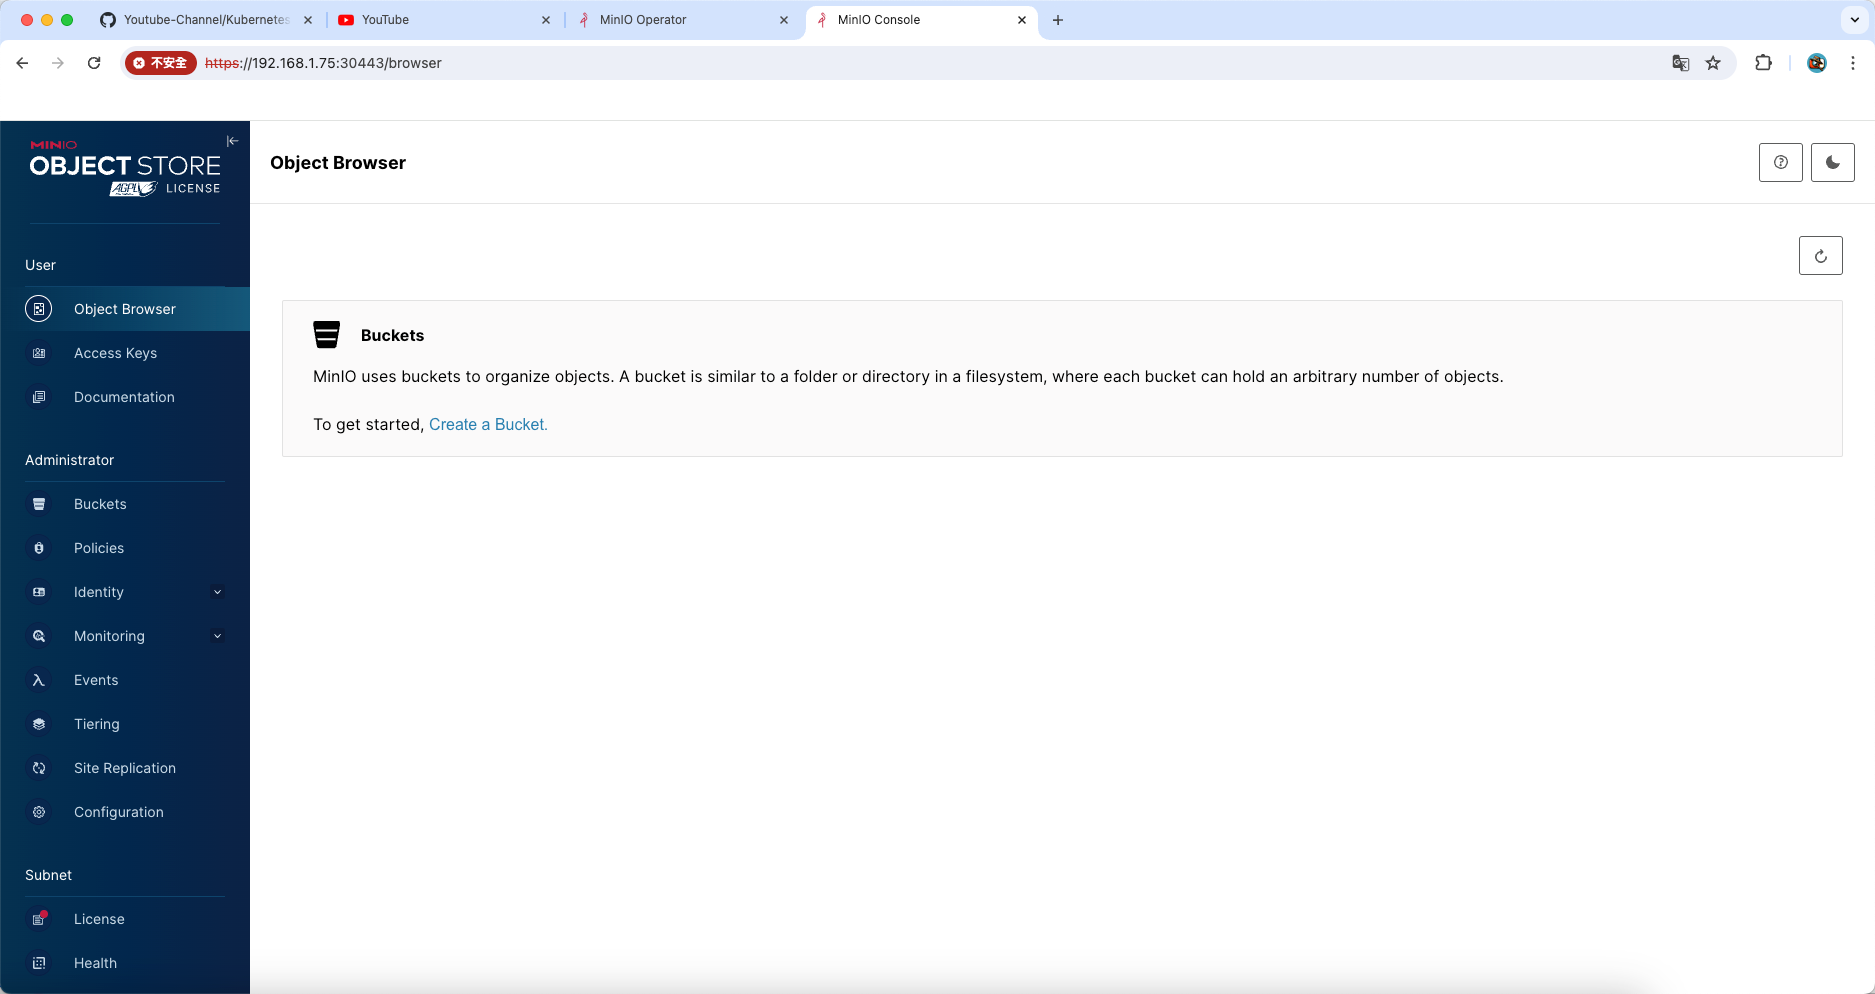 Youtube-Channel/Kubernetes
YouTube
MinIO Operator
MinIO Console
不安全
https://192.168.1.75:30443/browser
MINIO
OBJECT STORE
AGPL V3 LICENSE
Object Browser
User
Object Browser
Access Keys
Documentation
Administrator
Buckets
Policies
Identity
Monitoring
Events
Tiering
Site Replication
Configuration
Subnet
License
Health
Buckets
MinIO uses buckets to organize objects. A bucket is similar to a folder or directory in a filesystem, where each bucket can hold an arbitrary number of objects.
To get started, Create a Bucket.